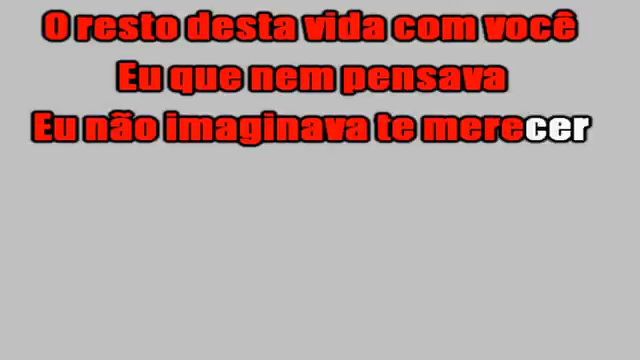 O resto desta vida com você
Eu que nem pensava
Eu não imaginava te merecer